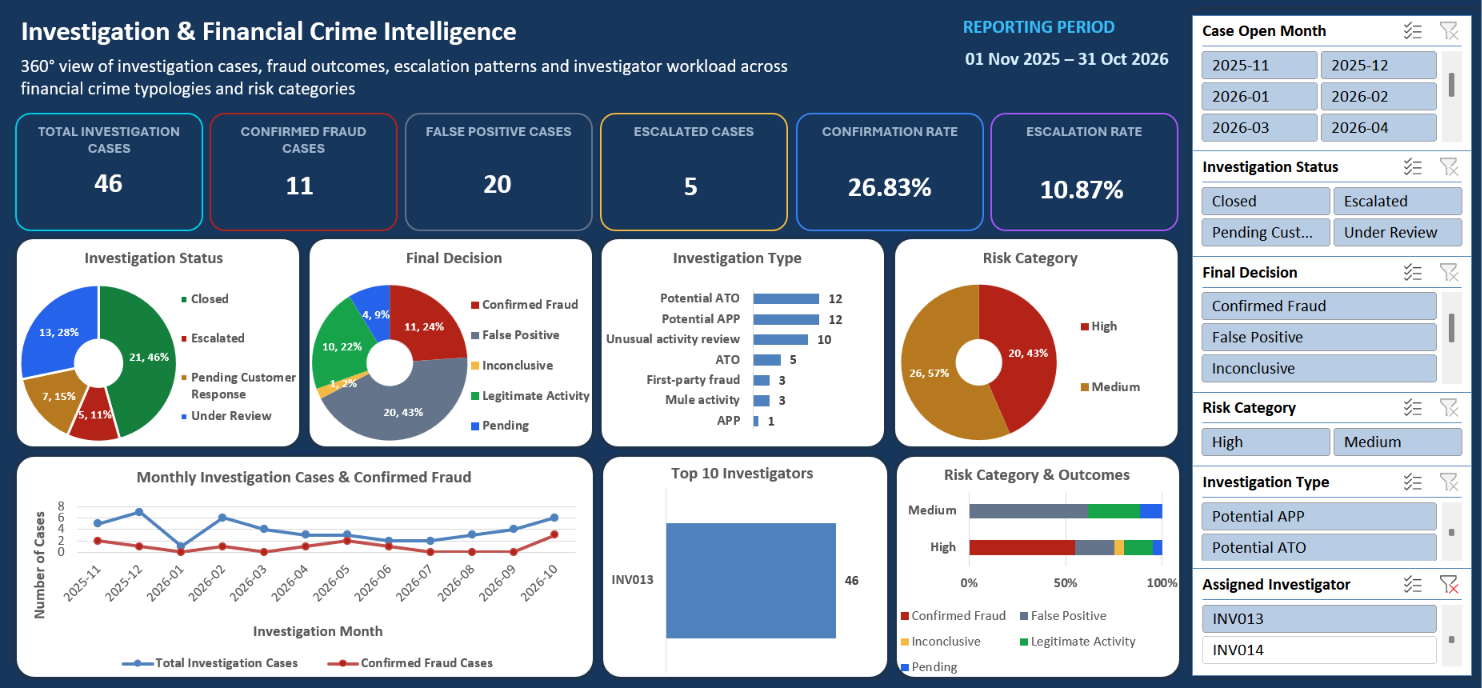 Investigation & Financial Crime Intelligence
360° view of investigation cases, fraud outcomes, escalation patterns and investigator workload across
financial crime typologies and risk categories
REPORTING PERIOD
01 Nov 2025 – 31 Oct 2026
TOTAL INVESTIGATION
CASES
46
CONFIRMED FRAUD
CASES
11
FALSE POSITIVE CASES
20
ESCALATED CASES
5
CONFIRMATION RATE
26.83%
ESCALATION RATE
10.87%
Investigation Status
13, 28%
21, 46%
7, 15%
5, 11%
Closed
Escalated
Pending Customer
Response
Under Review
Final Decision
4, 9%
11, 24%
10, 22%
1, 2%
20, 43%
Confirmed Fraud
False Positive
Inconclusive
Legitimate Activity
Pending
Investigation Type
Potential ATO 12
Potential APP 12
Unusual activity review 10
ATO 5
First-party fraud 3
Mule activity 3
APP 1
Risk Category
20, 43%
26, 57%
High
Medium
Monthly Investigation Cases & Confirmed Fraud
Number of Cases
8
6
4
2
0
2025-11
2025-12
2026-01
2026-02
2026-03
2026-04
2026-05
2026-06
2026-07
2026-08
2026-09
2026-10
Investigation Month
Total Investigation Cases
Confirmed Fraud Cases
Top 10 Investigators
INV013 46
Risk Category & Outcomes
Medium
High
0% 50% 100%
Confirmed Fraud False Positive
Inconclusive Legitimate Activity
Pending
Case Open Month
2025-11 2025-12
2026-01 2026-02
2026-03 2026-04
Investigation Status
Closed Escalated
Pending Cust... Under Review
Final Decision
Confirmed Fraud
False Positive
Inconclusive
Risk Category
High Medium
Investigation Type
Potential APP
Potential ATO
Assigned Investigator
INV013
INV014